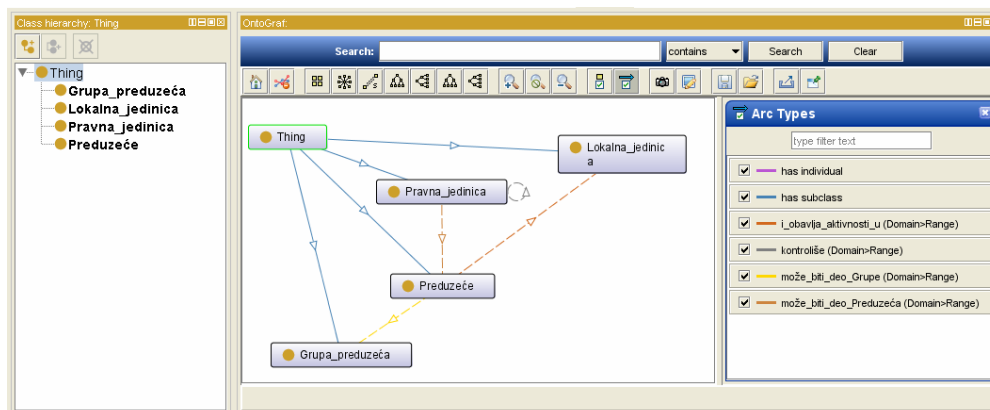 Class hierarchy: Thing
Thing
Grupa_preduzeća
Lokalna_jedinica
Pravna_jedinica
Preduzeće
OntoGraf:
Search:
contains
Search
Clear
Thing
Lokalna_jedinic
a
Pravna_jedinica
Preduzeće
Grupa_preduzeća
Arc Types
type filter text
has individual
has subclass
i_obavlja_aktivnosti_u (Domain>Range)
kontroliše (Domain>Range)
može_biti_deo_Grupe (Domain>Range)
može_biti_deo_Preduzeća (Domain>Range)